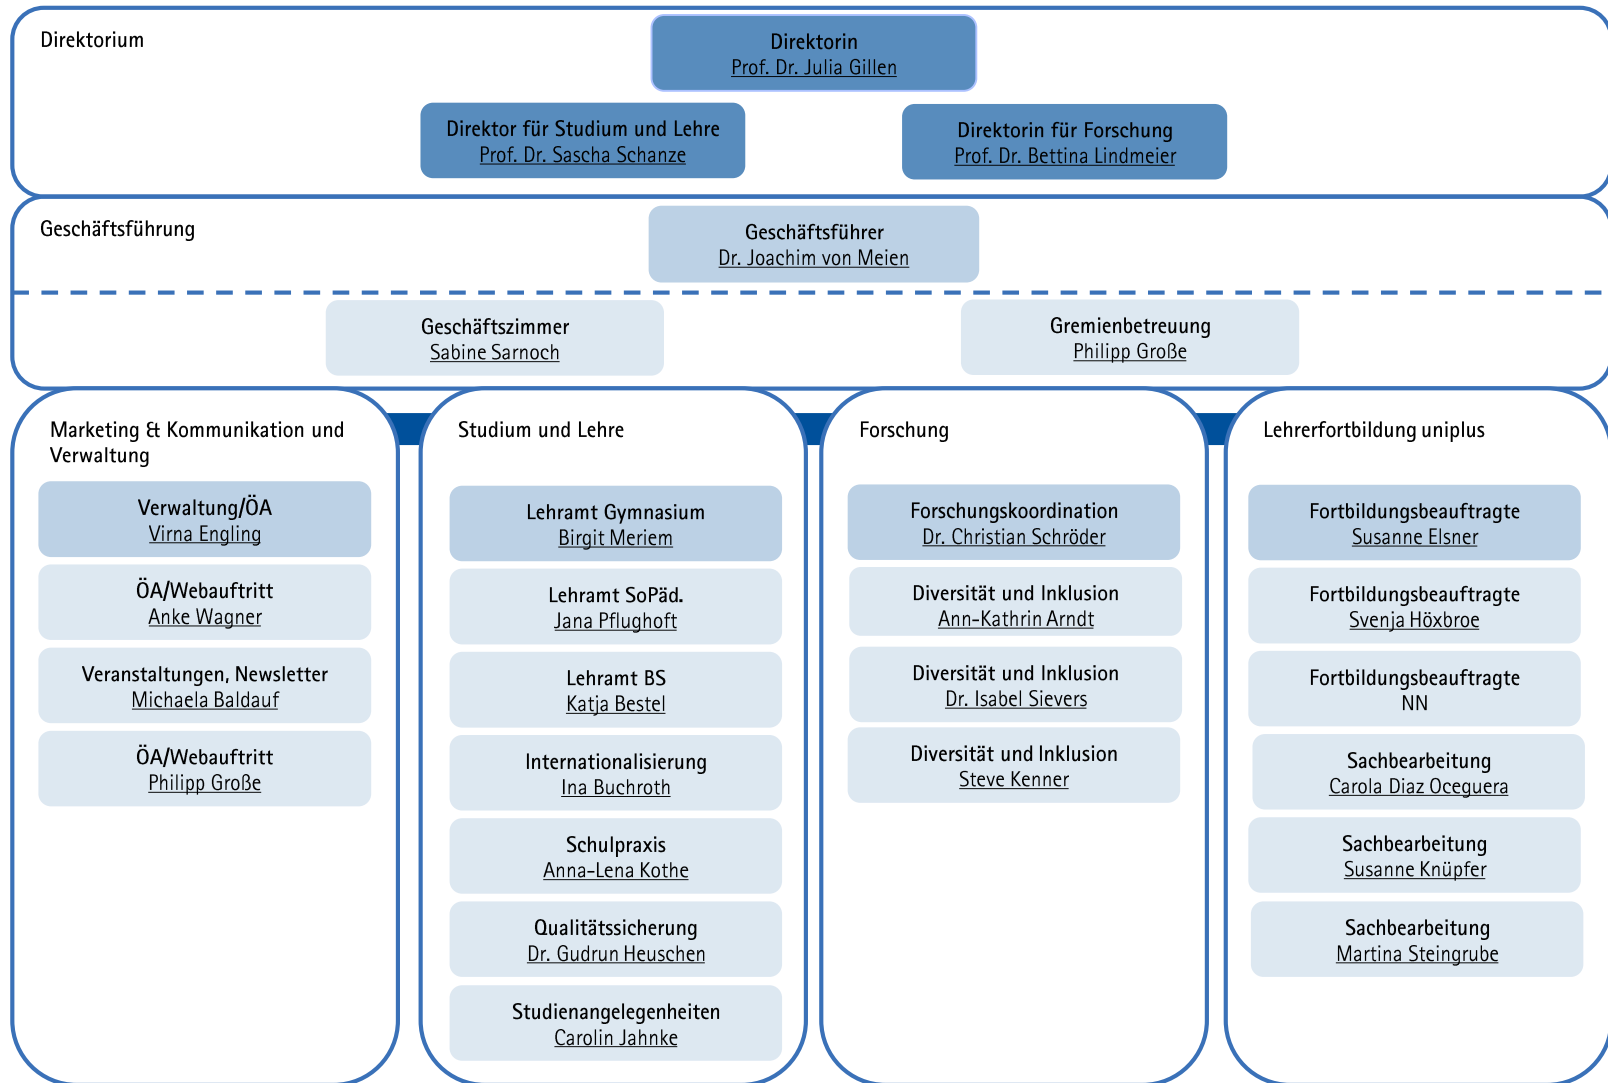 Direktorium
Direktorin
Prof. Dr. Julia Gillen
Direktor für Studium und Lehre
Prof. Dr. Sascha Schanze
Direktorin für Forschung
Prof. Dr. Bettina Lindmeier
Geschäftsführung
Geschäftsführer
Dr. Joachim von Meien
Geschäftszimmer
Sabine Sarnoch
Gremienbetreuung
Philipp Große
Marketing & Kommunikation und
Verwaltung
Verwaltung/ÖA
Virna Engling
ÖA/Webauftritt
Anke Wagner
Veranstaltungen, Newsletter
Michaela Baldauf
ÖA/Webauftritt
Philipp Große
Studium und Lehre
Lehramt Gymnasium
Birgit Meriem
Lehramt SoPäd.
Jana Pflughoft
Lehramt BS
Katja Bestel
Internationalisierung
Ina Buchroth
Schulpraxis
Anna-Lena Kothe
Qualitätssicherung
Dr. Gudrun Heuschen
Studienangelegenheiten
Carolin Jahnke
Forschung
Forschungskoordination
Dr. Christian Schröder
Diversität und Inklusion
Ann-Kathrin Arndt
Diversität und Inklusion
Dr. Isabel Sievers
Diversität und Inklusion
Steve Kenner
Lehrerfortbildung uniplus
Fortbildungsbeauftragte
Susanne Elsner
Fortbildungsbeauftragte
Svenja Höxbroe
Fortbildungsbeauftragte
NN
Sachbearbeitung
Carola Diaz Oceguera
Sachbearbeitung
Susanne Knüpfer
Sachbearbeitung
Martina Steingrube